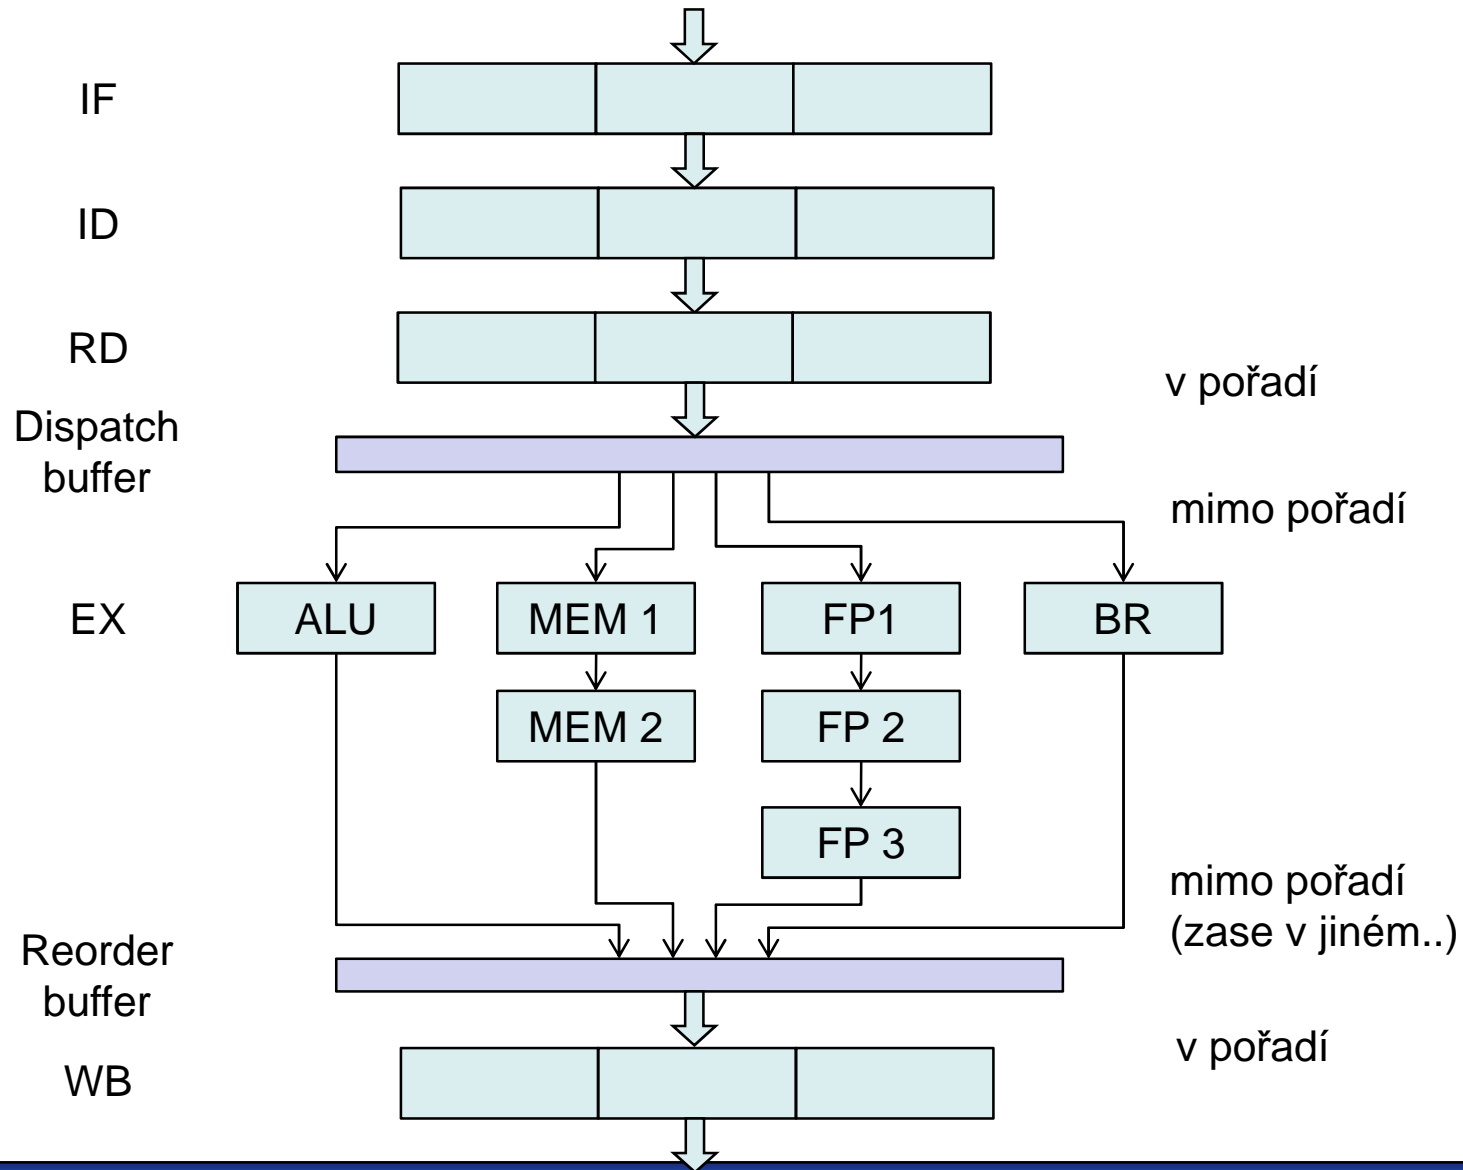 IF
ID
RD
v pořadí
Dispatch
buffer
mimo pořadí
EX
ALU
MEM 1
FP1
BR
MEM 2
FP 2
FP 3
mimo pořadí
(zase v jiném..)
Reorder
buffer
v pořadí
WB